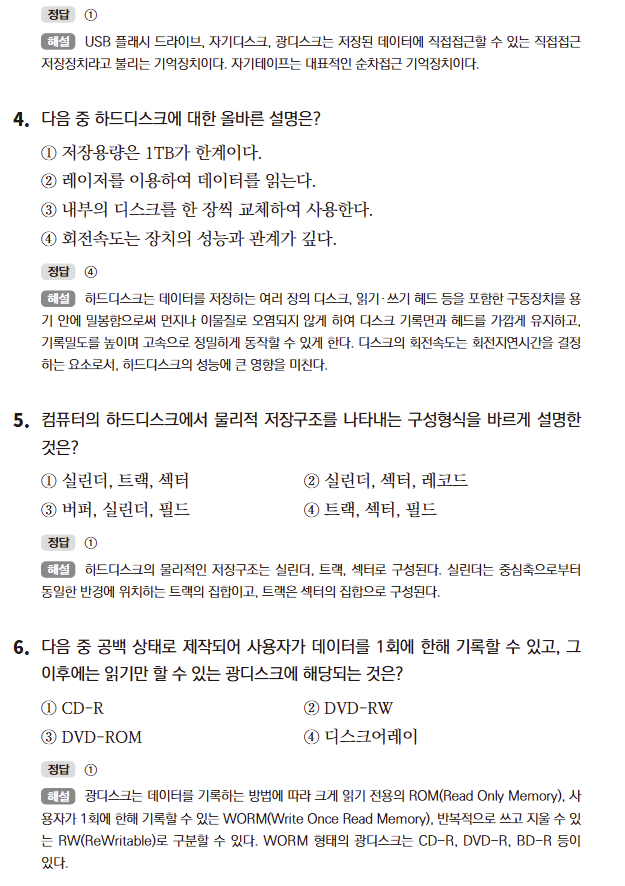 정답 ①
해설 USB 플래시 드라이브, 자기디스크, 광디스크는 저장된 데이터에 직접접근할 수 있는 직접접근
저장장치라고 불리는 기억장치이다. 자기테이프는 대표적인 순차접근 기억장치이다.
4. 다음 중 하드디스크에 대한 올바른 설명은?
① 저장용량은 1TB가 한계이다.
② 레이저를 이용하여 데이터를 읽는다.
③ 내부의 디스크를 한 장씩 교체하여 사용한다.
④ 회전속도는 장치의 성능과 관계가 깊다.
정답 ④
해설 하드디스크는 데이터를 저장하는 여러 장의 디스크, 읽기·쓰기 헤드 등을 포함한 구동장치를 용
기 안에 밀봉함으로써 먼지나 이물질로 오염되지 않게 하여 디스크 기록면과 헤드를 가깝게 유지하고,
기록밀도를 높이며 고속으로 정밀하게 동작할 수 있게 한다. 디스크의 회전속도는 회전지연시간을 결정
하는 요소로서, 하드디스크의 성능에 큰 영향을 미진다.
5. 컴퓨터의 하드디스크에서 물리적 저장구조를 나타내는 구성형식을 바르게 설명한
것은?
① 실린더, 트랙, 섹터 ② 실린더, 섹터, 레코드
③ 버퍼, 실린더, 필드 ④ 트랙, 섹터, 필드
정답 ①
해설 하드디스크의 물리적인 저장구조는 실린더, 트랙, 섹터로 구성된다. 실린더는 중심축으로부터
동일한 반경에 위치하는 트랙의 집합이고, 트랙은 섹터의 집합으로 구성된다.
6. 다음 중 공백 상태로 제작되어 사용자가 데이터를 1회에 한해 기록할 수 있고, 그
이후에는 읽기만 할 수 있는 광디스크에 해당되는 것은?
① CD-R ② DVD-RW
③ DVD-ROM ④ 디스크어레이
정답 ①
해설 광디스크는 데이터를 기록하는 방법에 따라 크게 읽기 전용의 ROM(Read Only Memory), 사
용자가 1회에 한해 기록할 수 있는 WORM(Write Once Read Memory), 반복적으로 쓰고 지울 수 있
는 RW(ReWritable)로 구분할 수 있다. WORM 형태의 광디스크는 CD-R, DVD-R, BD-R 등이
있다.